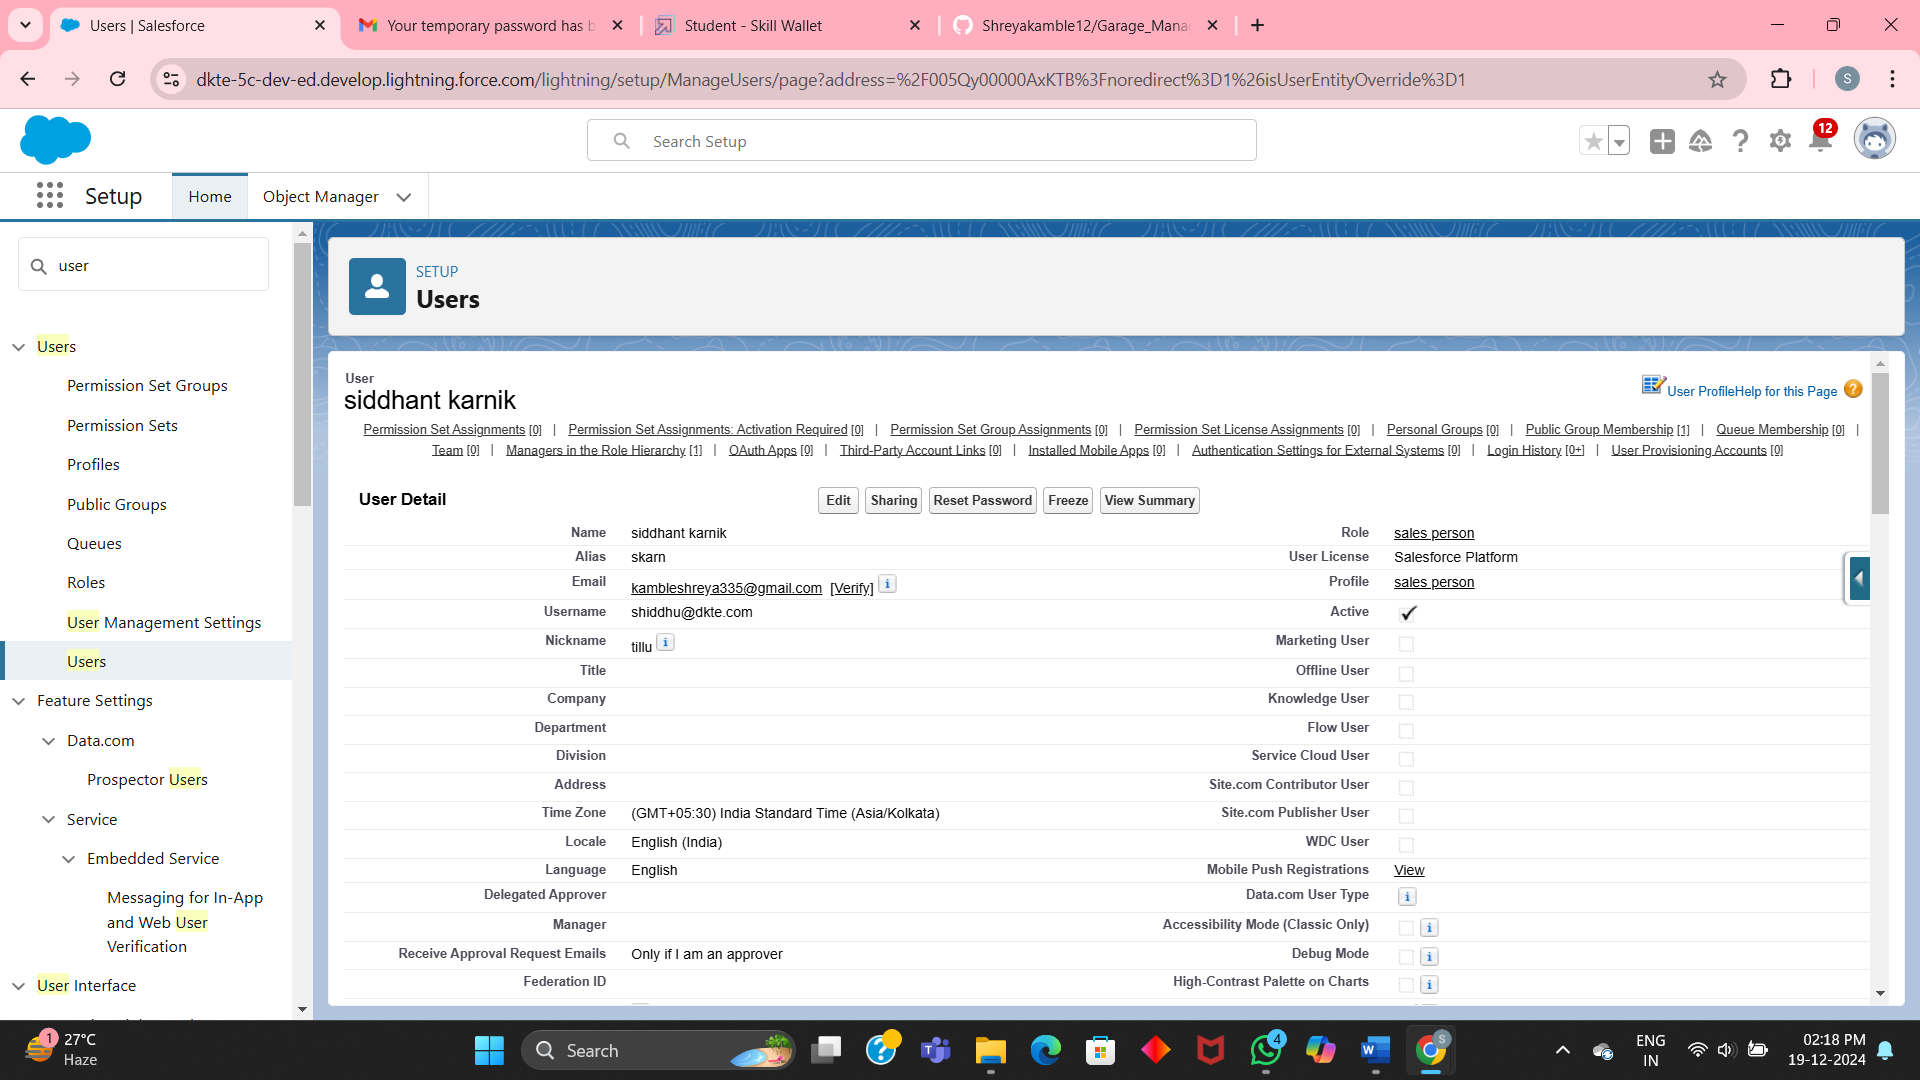 Users | Salesforce
Your temporary password has b
Student - Skill Wallet
Shreyakamble12/Garage_Mana
dkte-5c-dev-ed.develop.lightning.force.com/lightning/setup/ManageUsers/page?address=%2F005Qy00000AxKTB%3Fnoredirect%3D1%26isUserEntityOverride%3D1
S
Search Setup
12
Setup
Home
Object Manager
user
Users
Permission Set Groups
Permission Sets
Profiles
Public Groups
Queues
Roles
User Management Settings
Users
Feature Settings
Data.com
Prospector Users
Service
Embedded Service
Messaging for In-App
and Web User
Verification
User Interface
SETUP
Users
User
siddhant karnik
User Profile Help for this Page ?
Permission Set Assignments [0] | Permission Set Assignments: Activation Required [0] | Permission Set Group Assignments [0] | Permission Set License Assignments [0] | Personal Groups [0] | Public Group Membership [1] | Queue Membership [0] |
Team [0] | Managers in the Role Hierarchy [1] | OAuth Apps [0] | Third-Party Account Links [0] | Installed Mobile Apps [0] | Authentication Settings for External Systems [0] | Login History [0+] | User Provisioning Accounts [0]
User Detail
Edit Sharing Reset Password Freeze View Summary
Name siddhant karnik Role sales person
Alias skarn User License Salesforce Platform
Email kambleshreya335@gmail.com [Verify] i Profile sales person
Username shiddhu@dkte.com Active ✓
Nickname tillu i Marketing User
Title Offline User
Company Knowledge User
Department Flow User
Division Service Cloud User
Address Site.com Contributor User
Time Zone (GMT+05:30) India Standard Time (Asia/Kolkata) Site.com Publisher User
Locale English (India) WDC User
Language English Mobile Push Registrations View
Delegated Approver Data.com User Type i
Manager Accessibility Mode (Classic Only) i
Receive Approval Request Emails Only if I am an approver Debug Mode i
Federation ID High-Contrast Palette on Charts i
1
27°C
Haze
Search
4
S
ENG
IN
02:18 PM
19-12-2024